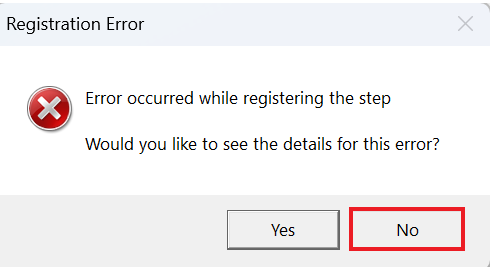 Registration Error
Error occurred while registering the step
Would you like to see the details for this error?
Yes
No